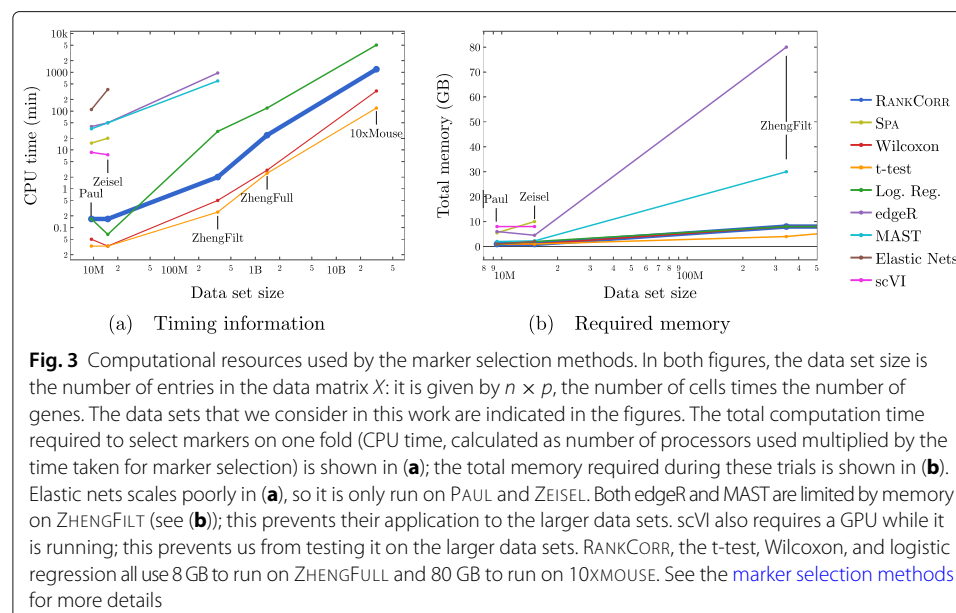 10k
5
2
1000
5
2
100
5
2
10
5
2
1
5
2
0.1
5
2
CPU time (min)
Paul
Zeisel
ZhengFilt
ZhengFull
10xMouse
10M
2
5
100M
2
5
1B
2
5
10B
2
5
Data set size
(a) Timing information
80
70
60
50
40
30
20
10
0
Total memory (GB)
Paul
Zeisel
ZhengFilt
8
9
10M
2
3
4
5
6
7
8
9
100M
2
3
4
5
Data set size
(b) Required memory
RANKCORR
SPA
Wilcoxon
t-test
Log. Reg.
edgeR
MAST
Elastic Nets
scVI
Fig. 3 Computational resources used by the marker selection methods. In both figures, the data set size is
the number of entries in the data matrix X: it is given by n × p, the number of cells times the number of
genes. The data sets that we consider in this work are indicated in the figures. The total computation time
required to select markers on one fold (CPU time, calculated as number of processors used multiplied by the
time taken for marker selection) is shown in (a); the total memory required during these trials is shown in (b).
Elastic nets scales poorly in (a), so it is only run on PAUL and ZEISEL. Both edgeR and MAST are limited by memory
on ZHENGFILT (see (b)); this prevents their application to the larger data sets. scVI also requires a GPU while it
is running; this prevents us from testing it on the larger data sets. RANKCORR, the t-test, Wilcoxon, and logistic
regression all use 8 GB to run on ZHENGFULL and 80 GB to run on 10XMOUSE. See the marker selection methods
for more details